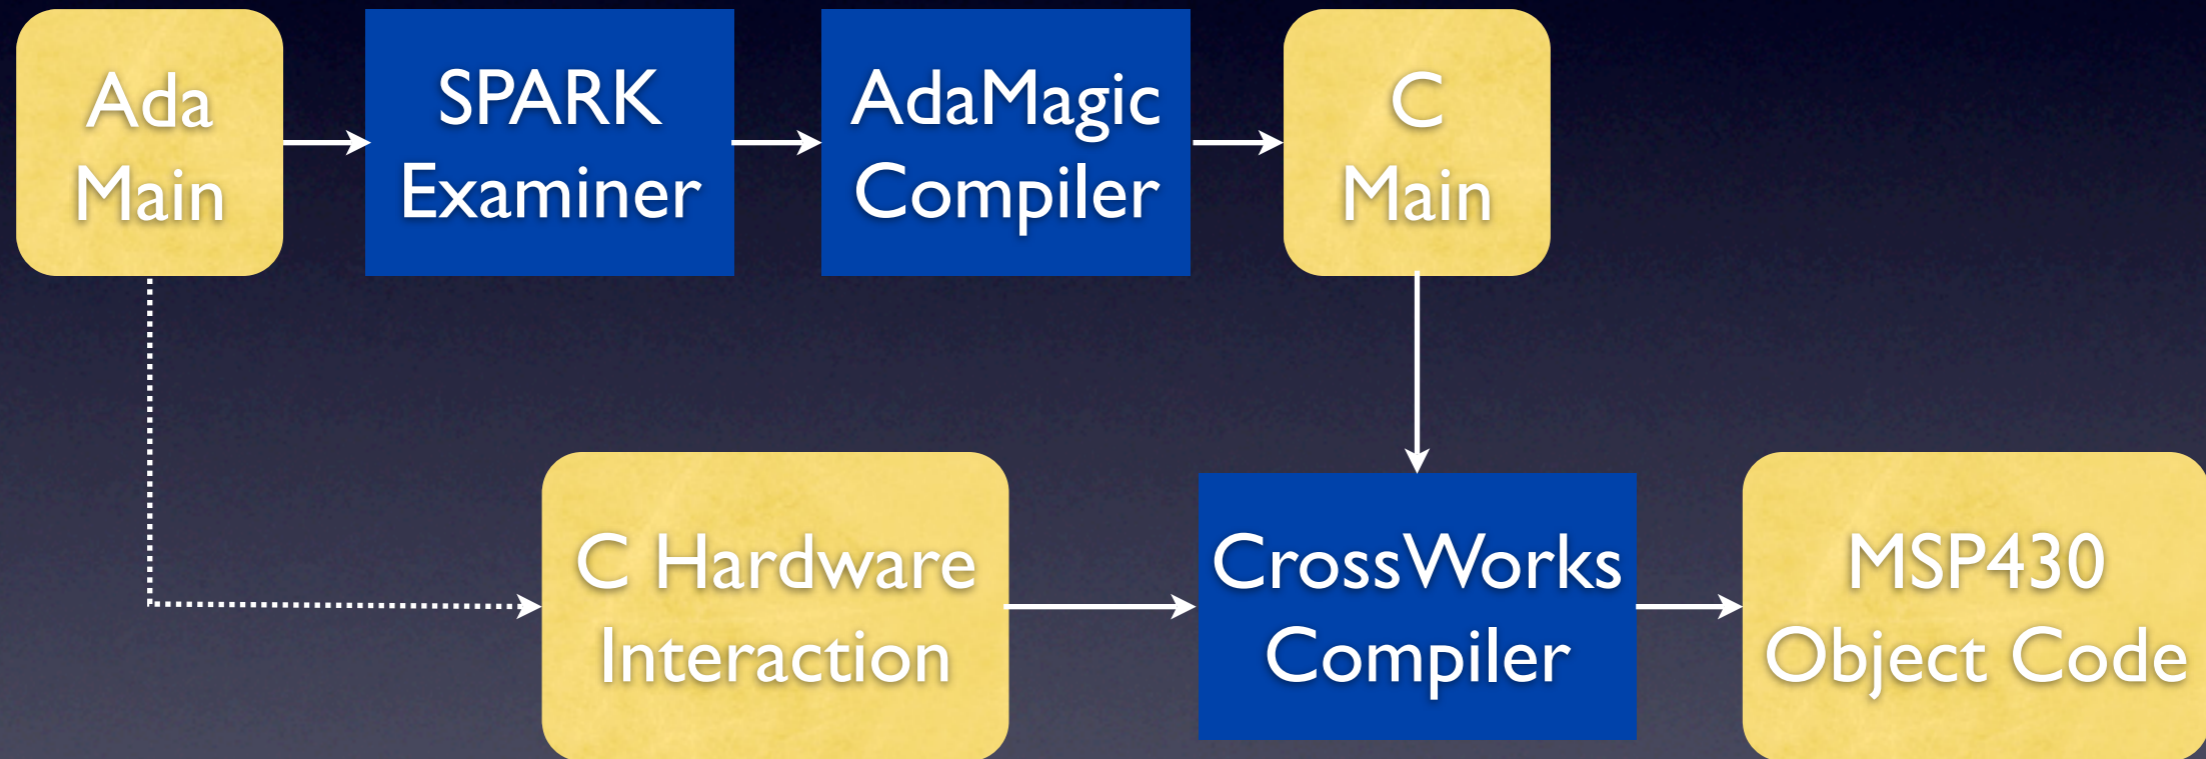 Ada
Main
SPARK
Examiner
AdaMagic
Compiler
C
Main
C Hardware
Interaction
CrossWorks
Compiler
MSP430
Object Code